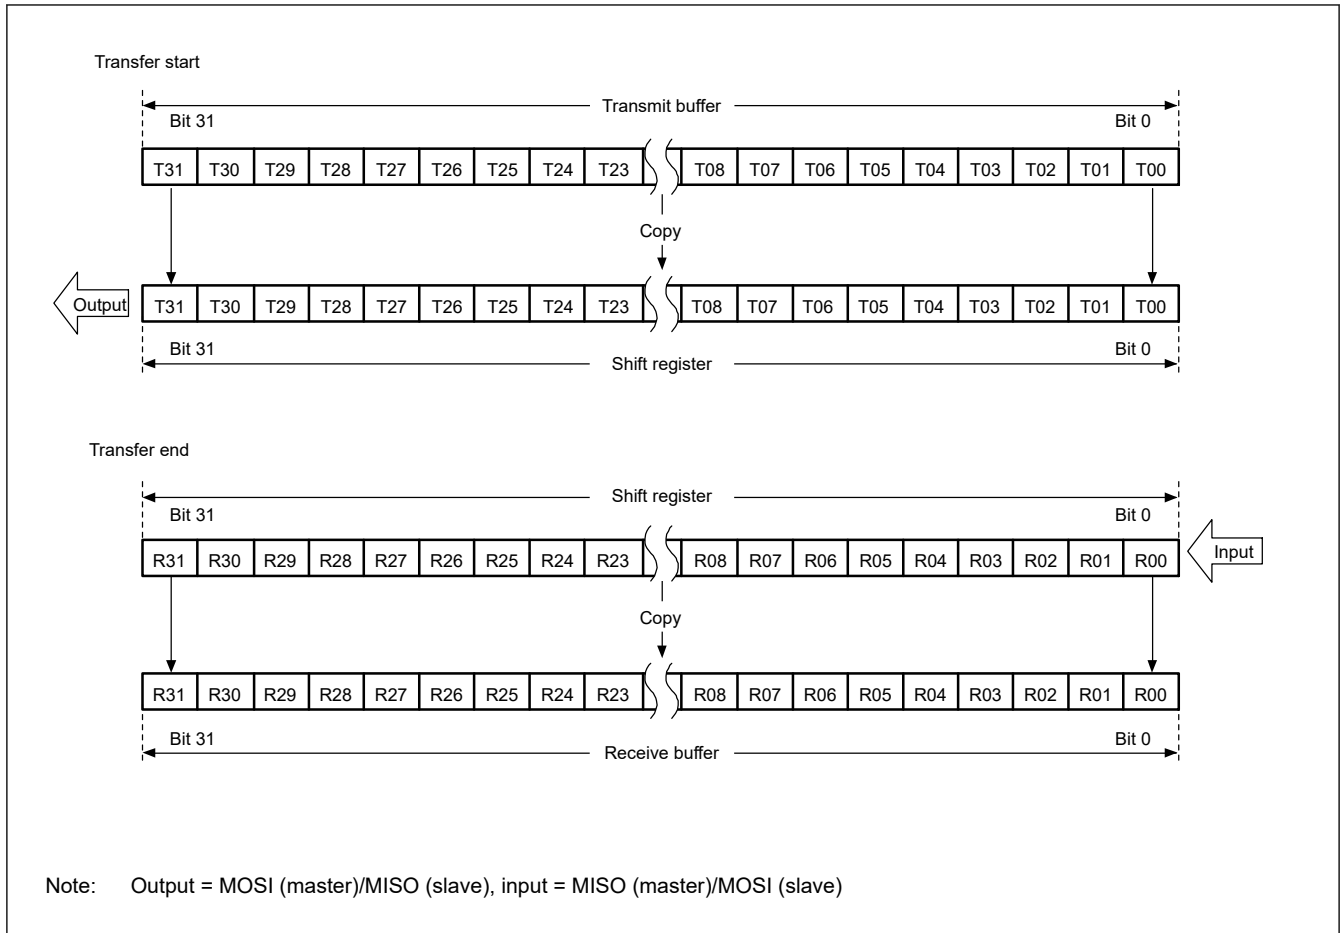 Transfer start
Transmit buffer
Bit 31 Bit 0
T31 T30 T29 T28 T27 T26 T25 T24 T23 T08 T07 T06 T05 T04 T03 T02 T01 T00
Copy
Output T31 T30 T29 T28 T27 T26 T25 T24 T23 T08 T07 T06 T05 T04 T03 T02 T01 T00
Bit 31 Bit 0
Shift register
Transfer end
Shift register
Bit 31 Bit 0
R31 R30 R29 R28 R27 R26 R25 R24 R23 R08 R07 R06 R05 R04 R03 R02 R01 R00 Input
Copy
R31 R30 R29 R28 R27 R26 R25 R24 R23 R08 R07 R06 R05 R04 R03 R02 R01 R00
Bit 31 Bit 0
Receive buffer
Note: Output = MOSI (master)/MISO (slave), input = MISO (master)/MOSI (slave)